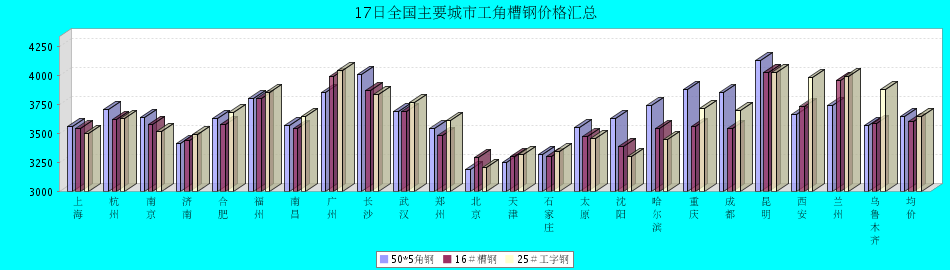 17日全国主要城市工角槽钢价格汇总
4250
4000
3750
3500
3250
3000
上海 杭州 南京 济南 合肥 福州 南昌 广州 长沙 武汉 郑州 北京 天津 石家庄 太原 沈阳 哈尔滨 重庆 成都 昆明 西安 兰州 乌鲁木齐 均价
50*5角钢 16＃槽钢 25＃工字钢